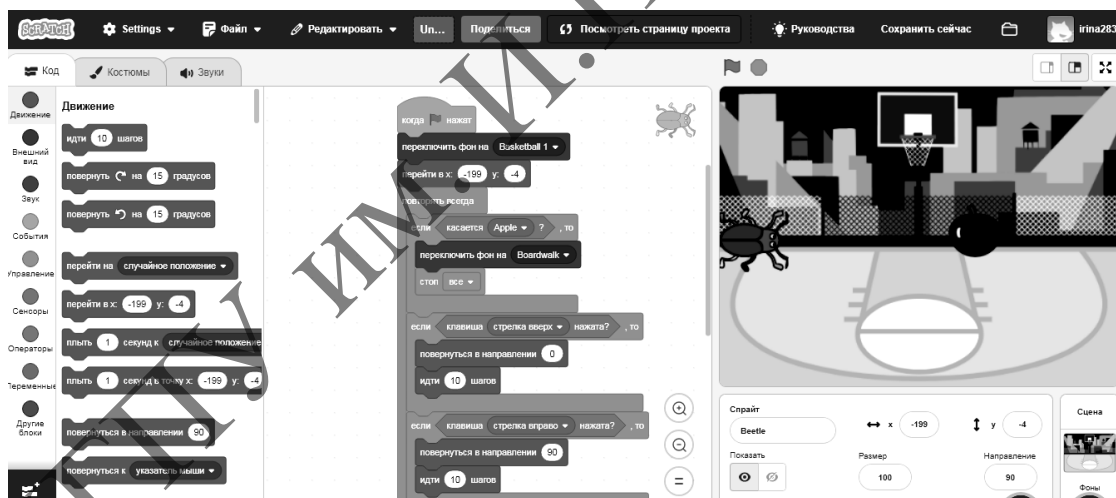 SCRATCH Settings Файл Редактировать Un... Поделиться Посмотреть страницу проекта Руководства Сохранить сейчас irina283
Код Костюмы Звуки
Движение
Внешний вид
Звук
События
Управление
Сенсоры
Операторы
Переменные
Другие блоки
Движение
идти 10 шагов
повернуть на 15 градусов
повернуть на 15 градусов
перейти на случайное положение
перейти в x: -199 y: -4
плыть 1 секунд к случайное положение
плыть 1 секунд в точку x: -199 y: -4
повернуться в направлении 90
повернуться к указатель мыши
когда нажат
переключить фон на Basketball 1
перейти в x: -199 y: -4
повторять всегда
если касается Apple ? , то
переключить фон на Boardwalk
стоп все
если клавиша стрелка вверх нажата? , то
повернуться в направлении 0
идти 10 шагов
если клавиша стрелка вправо нажата? , то
повернуться в направлении 90
идти 10 шагов
Спрайт
Beetle
x -199
y -4
Показать
Размер
100
Направление
90
Сцена
Фоны
ГПУ ИМ. И.